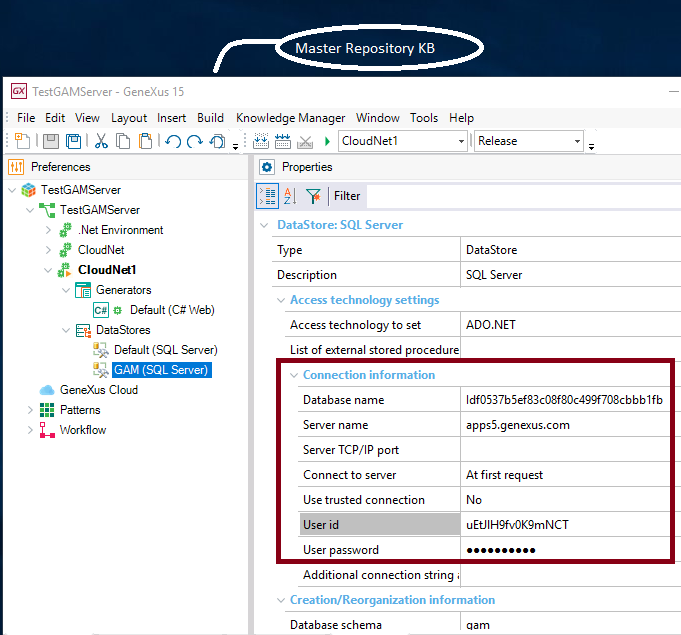 Master Repository KB
GX TestGAMServer - GeneXus 15
File Edit View Layout Insert Build Knowledge Manager Window Tools Help
CloudNet1 Release
Preferences
TestGAMServer
TestGAMServer
.Net Environment
CloudNet
CloudNet1
Generators
C# Default (C# Web)
DataStores
Default (SQL Server)
GAM (SQL Server)
GeneXus Cloud
Patterns
Workflow
Properties
A Z Filter
DataStore: SQL Server
Type DataStore
Description SQL Server
Access technology settings
Access technology to set ADO.NET
List of external stored procedure
Connection information
Database name Idf0537b5ef83c08f80c499f708cbbb1fb
Server name apps5.genexus.com
Server TCP/IP port
Connect to server At first request
Use trusted connection No
User id uEtJIH9fv0K9mNCT
User password ●●●●●●●●●●
Additional connection string
Creation/Reorganization information
Database schema gam